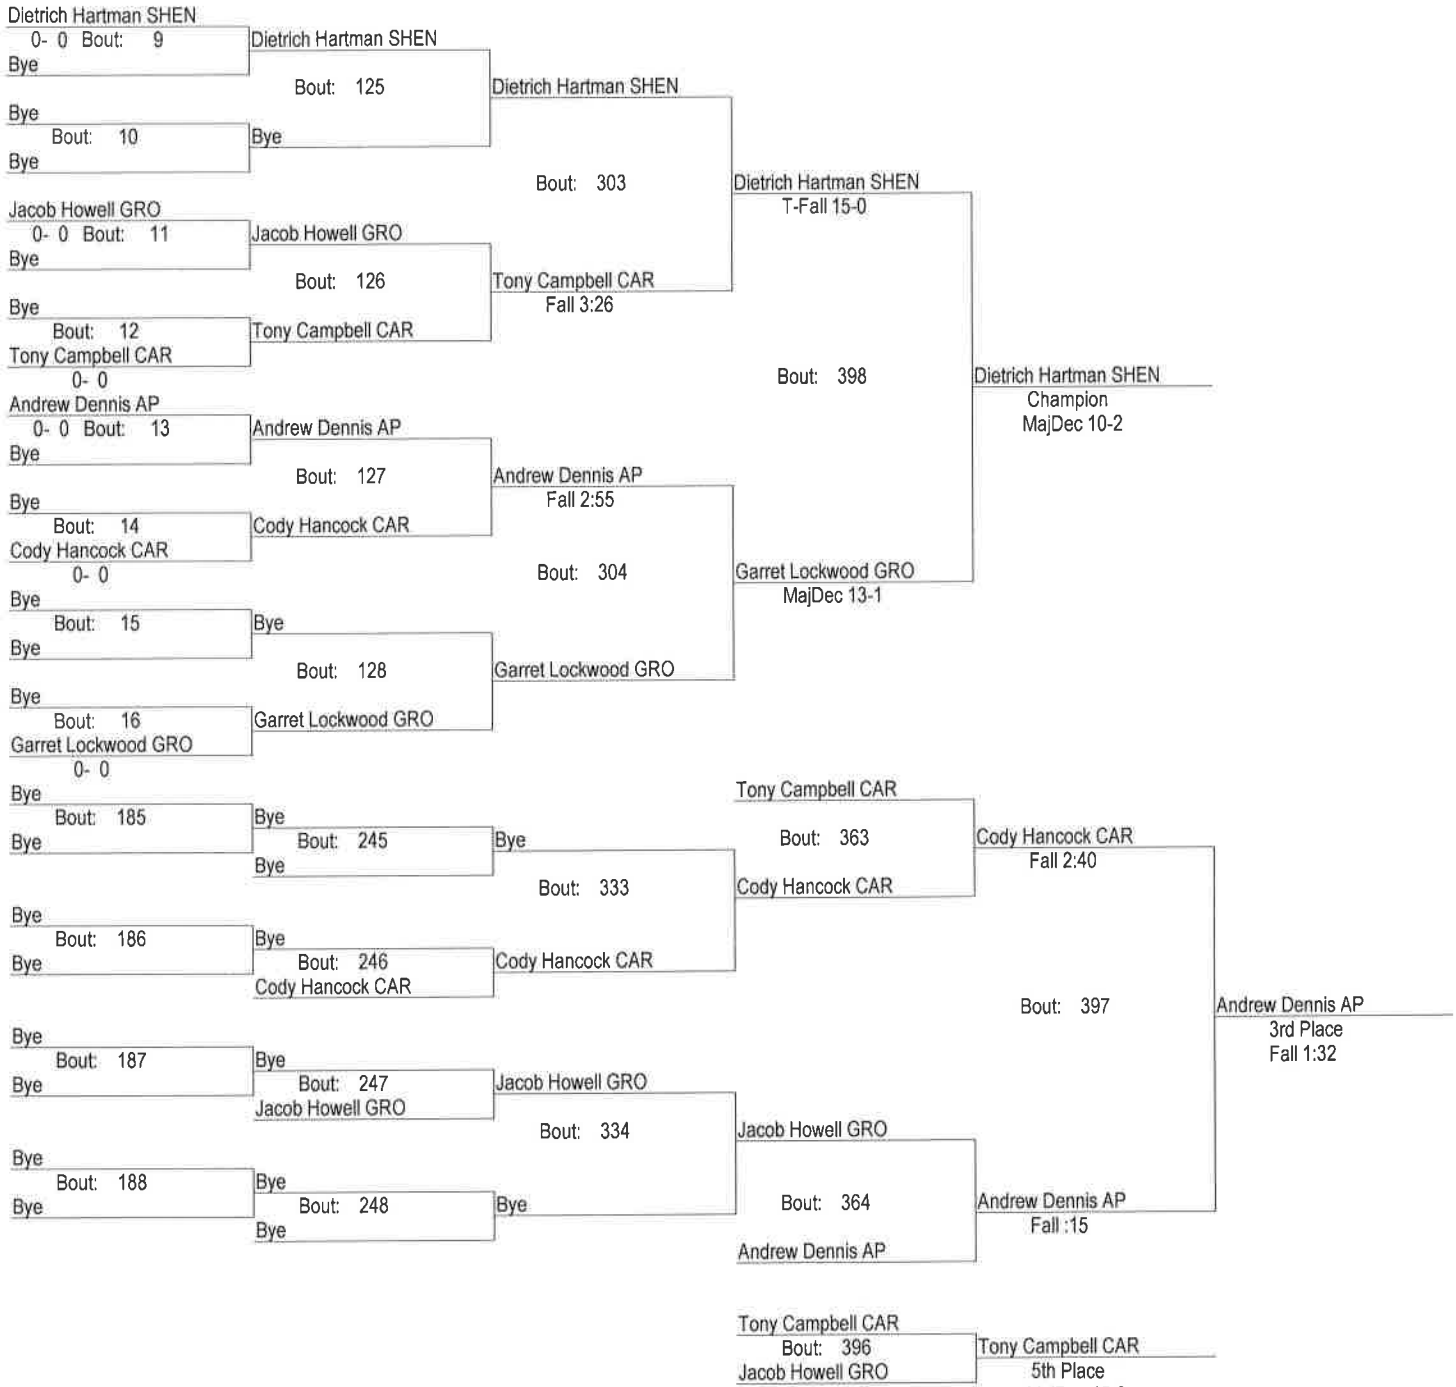 Dietrich Hartman SHEN
0- 0 Bout: 9
Dietrich Hartman SHEN
Bye
Bout: 125
Dietrich Hartman SHEN
Bye
Bout: 10
Bye
Bye
Bout: 303
Dietrich Hartman SHEN
T-Fall 15-0
Jacob Howell GRO
0- 0 Bout: 11
Jacob Howell GRO
Bye
Bout: 126
Tony Campbell CAR
Fall 3:26
Bye
Bout: 12
Tony Campbell CAR
Tony Campbell CAR
0- 0
Bout: 398
Dietrich Hartman SHEN
Champion
MajDec 10-2
Andrew Dennis AP
0- 0 Bout: 13
Andrew Dennis AP
Bye
Bout: 127
Andrew Dennis AP
Fall 2:55
Bye
Bout: 14
Cody Hancock CAR
Cody Hancock CAR
0- 0
Bout: 304
Garret Lockwood GRO
MajDec 13-1
Bye
Bout: 15
Bye
Bye
Bout: 128
Garret Lockwood GRO
Bye
Bout: 16
Garret Lockwood GRO
Garret Lockwood GRO
0- 0
Bye
Bout: 185
Bye
Bye
Bout: 245
Bye
Bye
Tony Campbell CAR
Bout: 363
Cody Hancock CAR
Fall 2:40
Bout: 333
Cody Hancock CAR
Bye
Bout: 186
Bye
Bye
Bout: 246
Cody Hancock CAR
Cody Hancock CAR
Bout: 397
Andrew Dennis AP
3rd Place
Fall 1:32
Bye
Bout: 187
Bye
Bye
Bout: 247
Jacob Howell GRO
Jacob Howell GRO
Bout: 334
Jacob Howell GRO
Bye
Bout: 188
Bye
Bye
Bout: 248
Bye
Bye
Bout: 364
Andrew Dennis AP
Fall :15
Andrew Dennis AP
Tony Campbell CAR
Bout: 396
Tony Campbell CAR
Jacob Howell GRO
5th Place